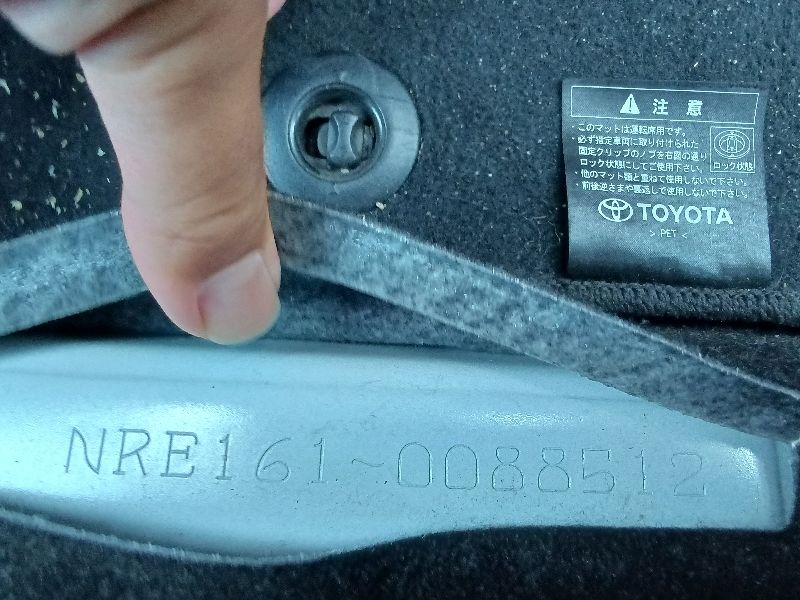 注意
・このマットは運転席用です。
・必ず指定車両に取り付けられた
固定クリップのノブを右図の通り
ロック状態にしてご使用下さい。
ロック状態
・他のマット類と重ねて使用しないで下さい。
・前後逆さまや裏返しで使用しないで下さい。
TOYOTA
> PET <
NRE161~0088512